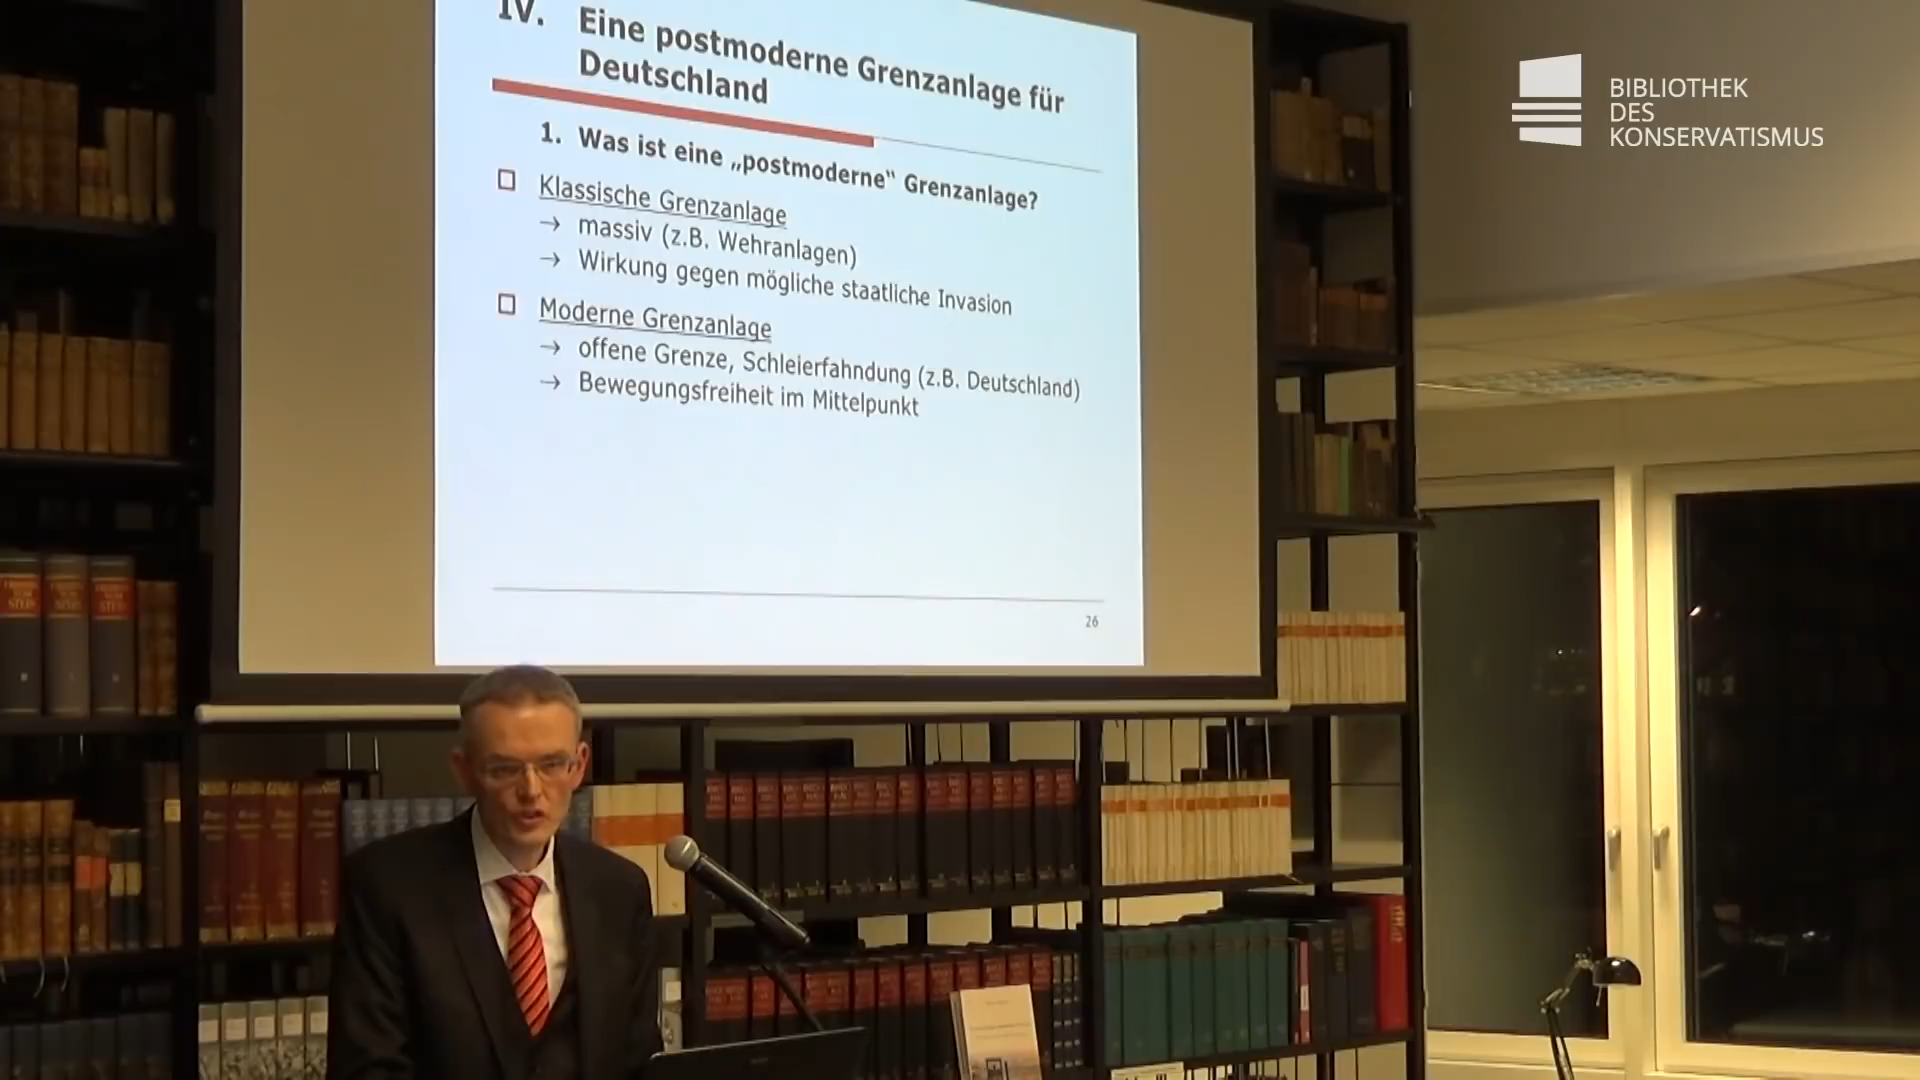 IV. Eine postmoderne Grenzanlage für
Deutschland
1. Was ist eine „postmoderne“ Grenzanlage?
Klassische Grenzanlage
→ massiv (z.B. Wehranlagen)
→ Wirkung gegen mögliche staatliche Invasion
Moderne Grenzanlage
→ offene Grenze, Schleierfahndung (z.B. Deutschland)
→ Bewegungsfreiheit im Mittelpunkt
26
BIBLIOTHEK
DES
KONSERVATISMUS